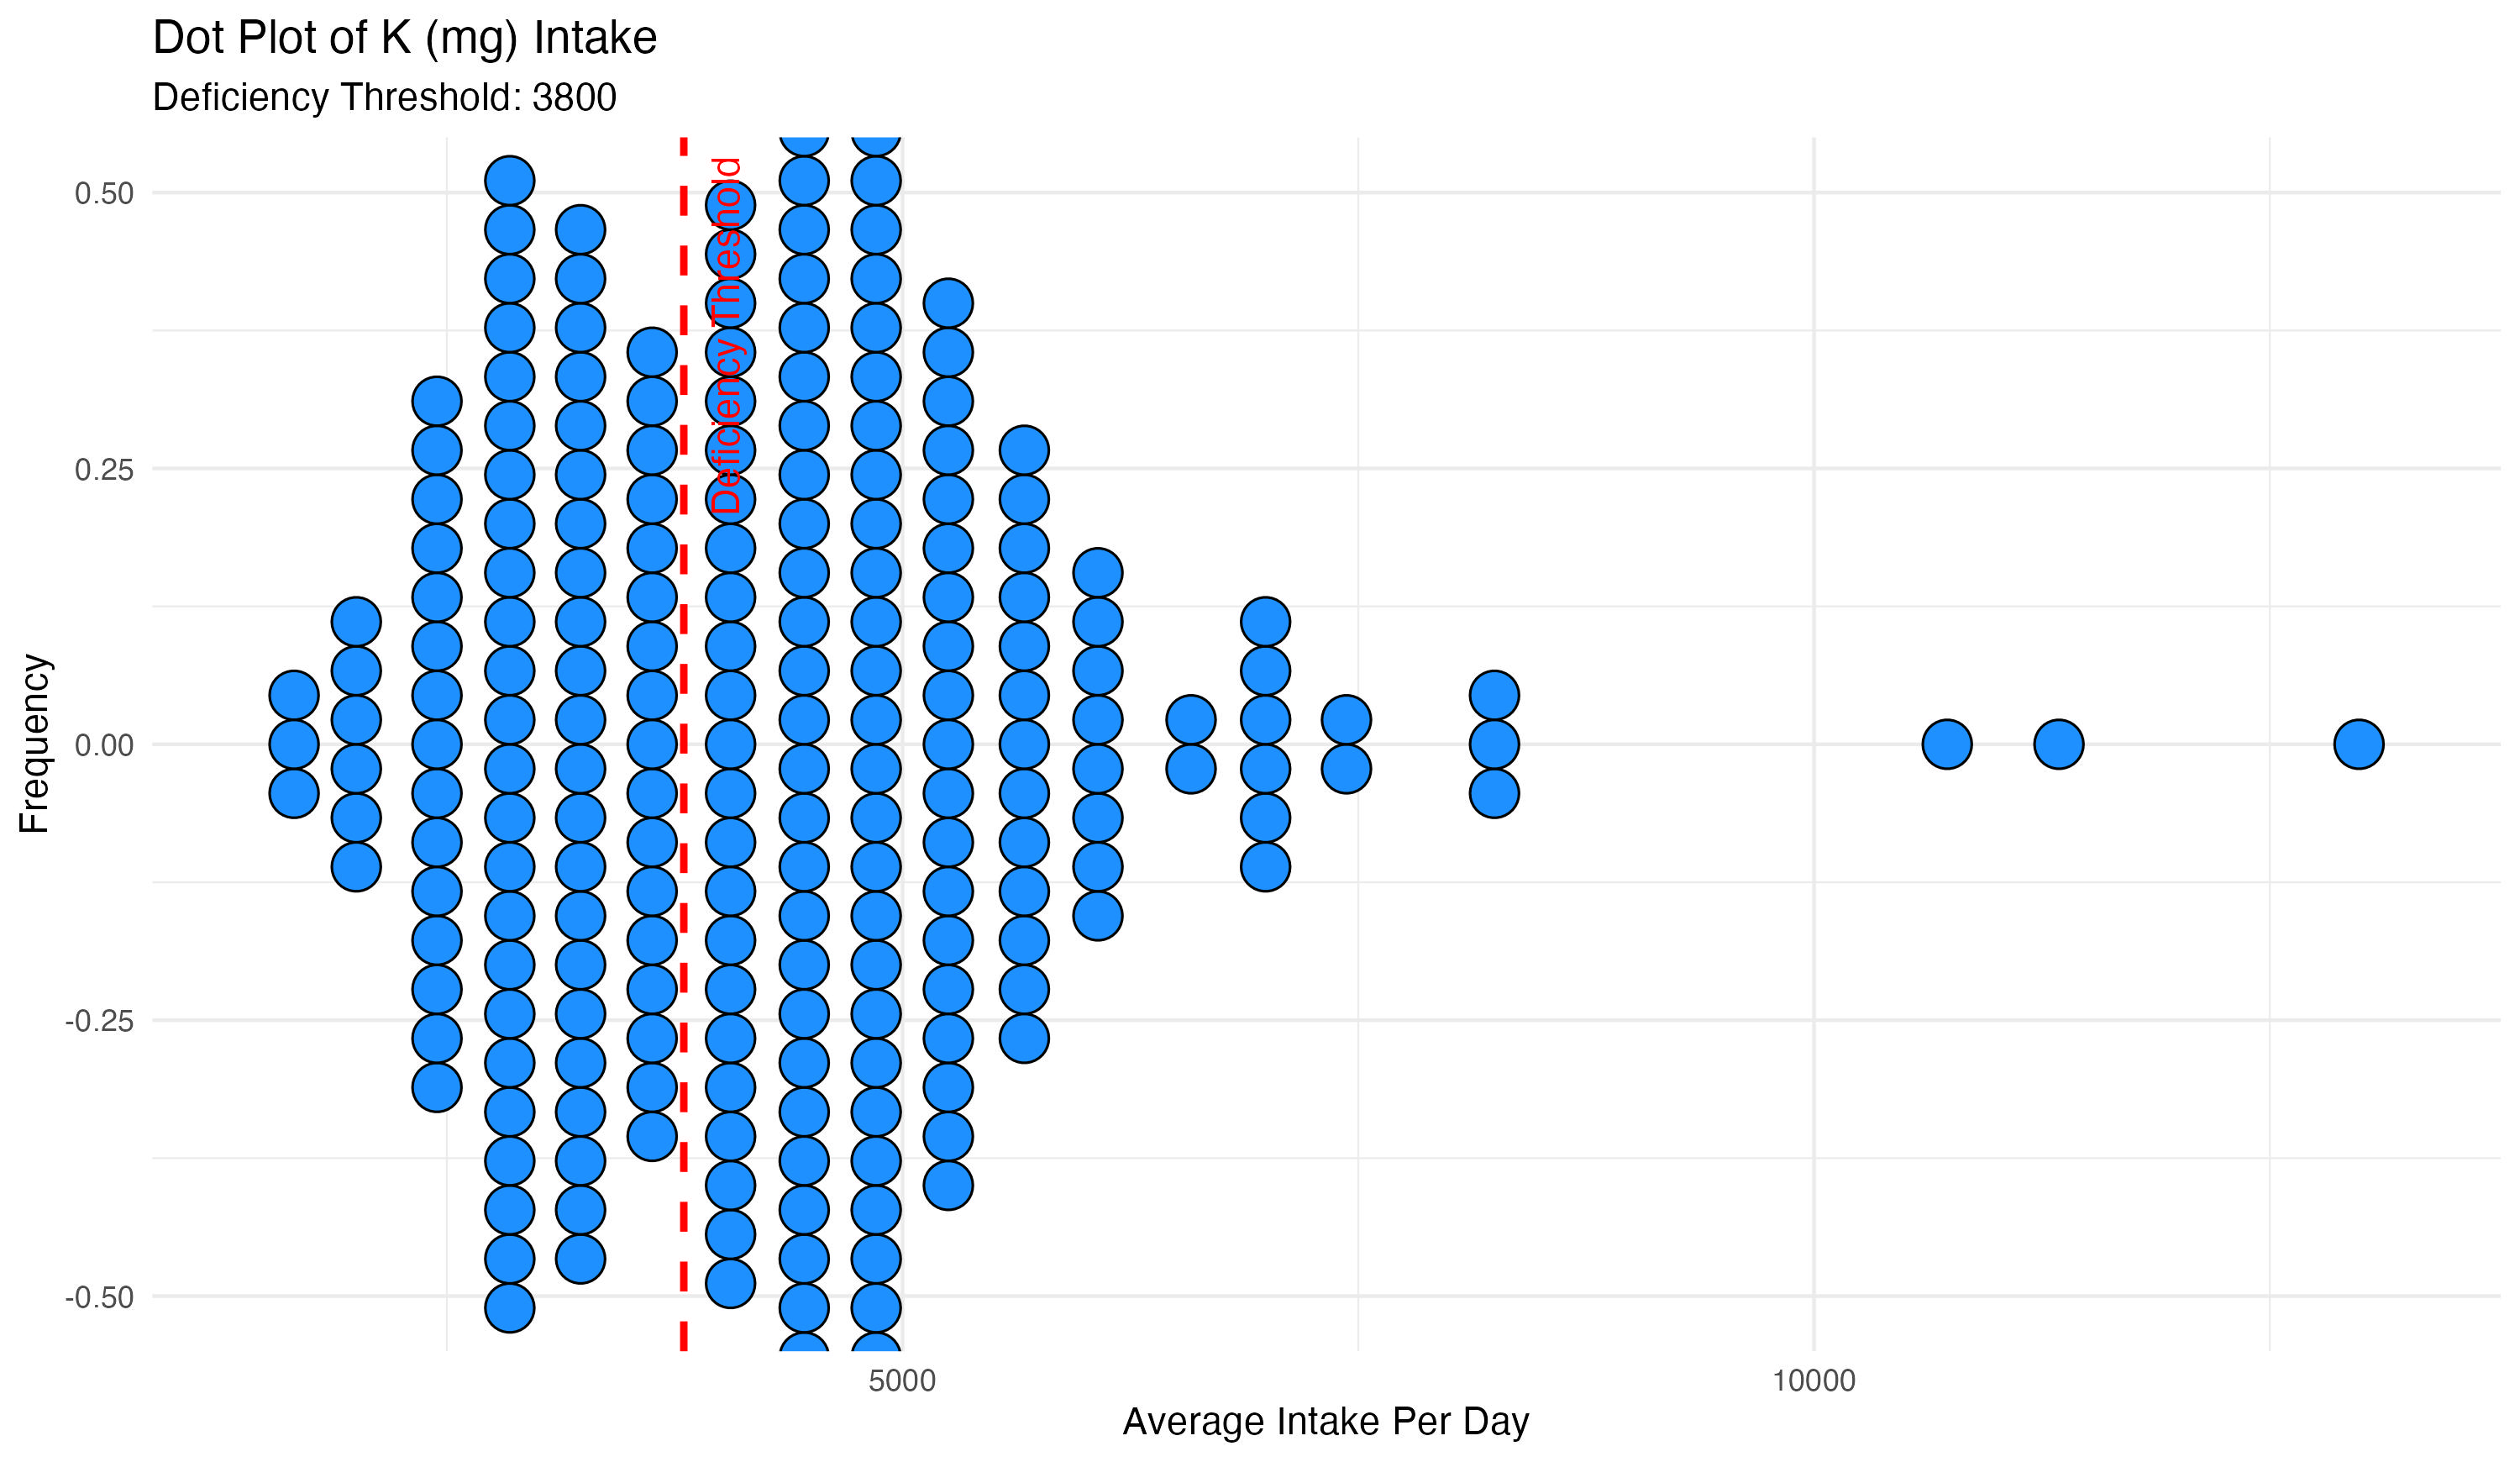 Dot Plot of K (mg) Intake
Deficiency Threshold: 3800
0.50
0.25
0.00
-0.25
-0.50
Frequency
Deficiency Threshold
5000
10000
Average Intake Per Day